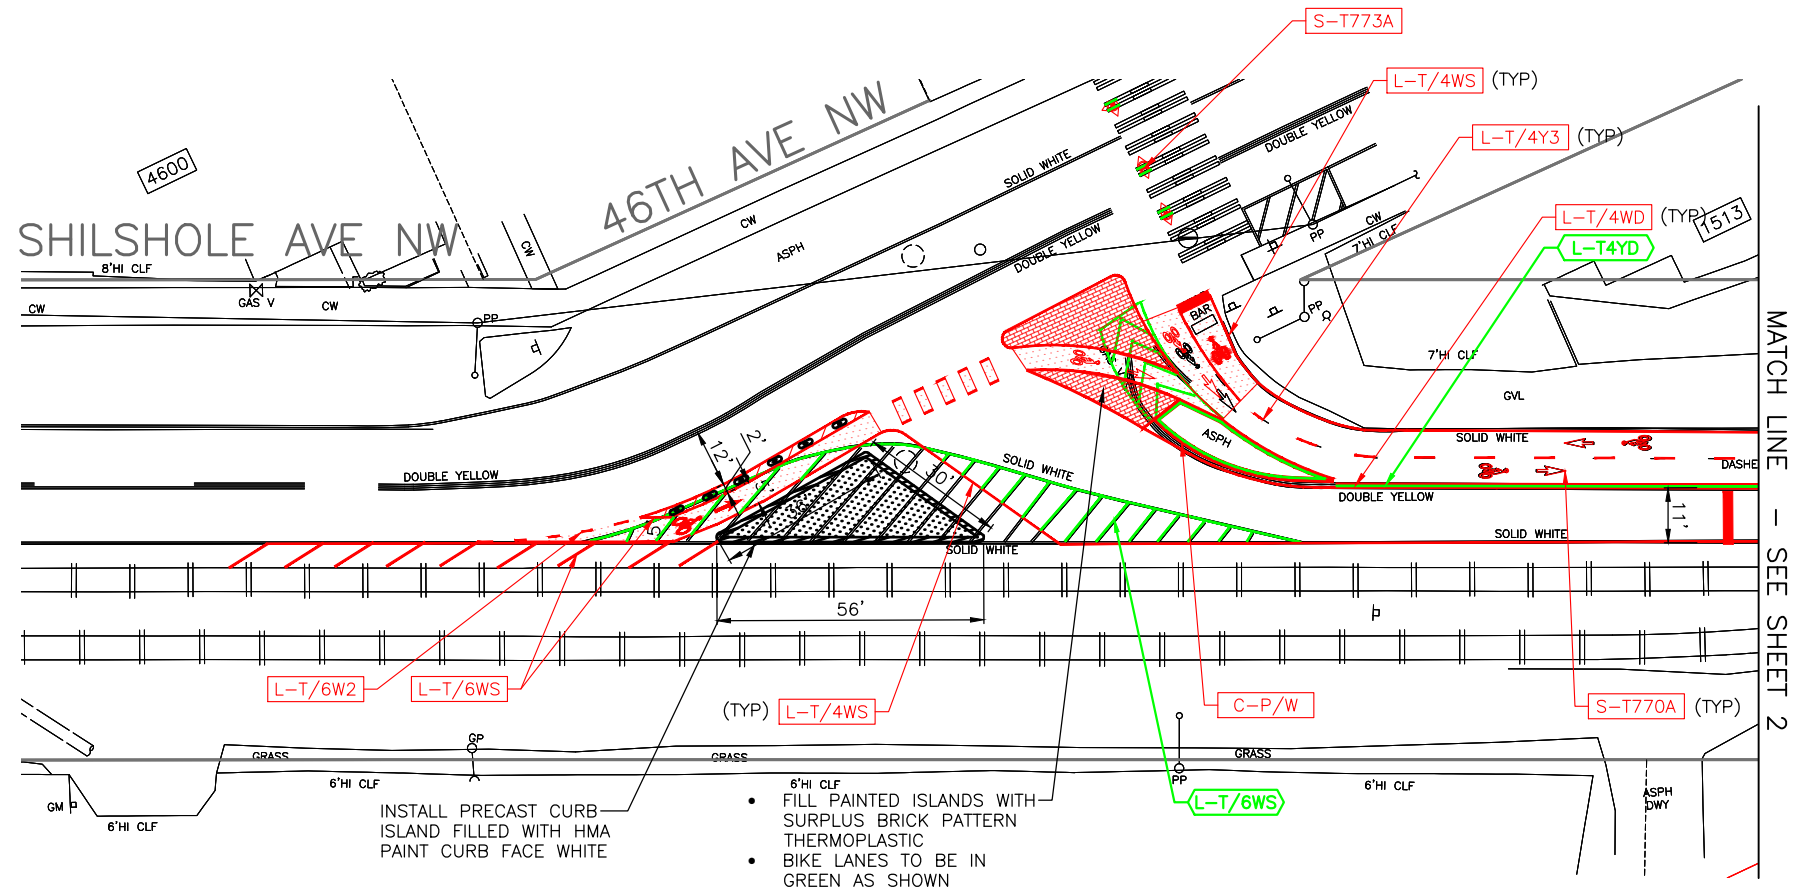 S-T773A
L-T/4WS (TYP)
L-T/4Y3 (TYP)
L-T/4WD (TYP)
L-T4YD
4600
1513
SHILSHOLE AVE NW
46TH AVE NW
SOLID WHITE
DOUBLE YELLOW
CW
CW
ASPH
DOUBLE YELLOW
PP
CW
7'HI CLF
8'HI CLF
GAS V
CW
CW
PP
PP
BAR
7'HI CLF
GVL
MATCH LINE - SEE SHEET 2
ASPH
SOLID WHITE
DASHE
DOUBLE YELLOW
2'
12'
30'
SOLID WHITE
DOUBLE YELLOW
11'
SOLID WHITE
SOLID WHITE
5'
56'
L-T/6W2
L-T/6WS
(TYP) L-T/4WS
C-P/W
S-T770A (TYP)
GP
GRASS
GRASS
GRASS
PP
6'HI CLF
6'HI CLF
GM
6'HI CLF
ASPH
DWY
L-T/6WS
INSTALL PRECAST CURB
ISLAND FILLED WITH HMA
PAINT CURB FACE WHITE
• FILL PAINTED ISLANDS WITH
SURPLUS BRICK PATTERN
THERMOPLASTIC
• BIKE LANES TO BE IN
GREEN AS SHOWN